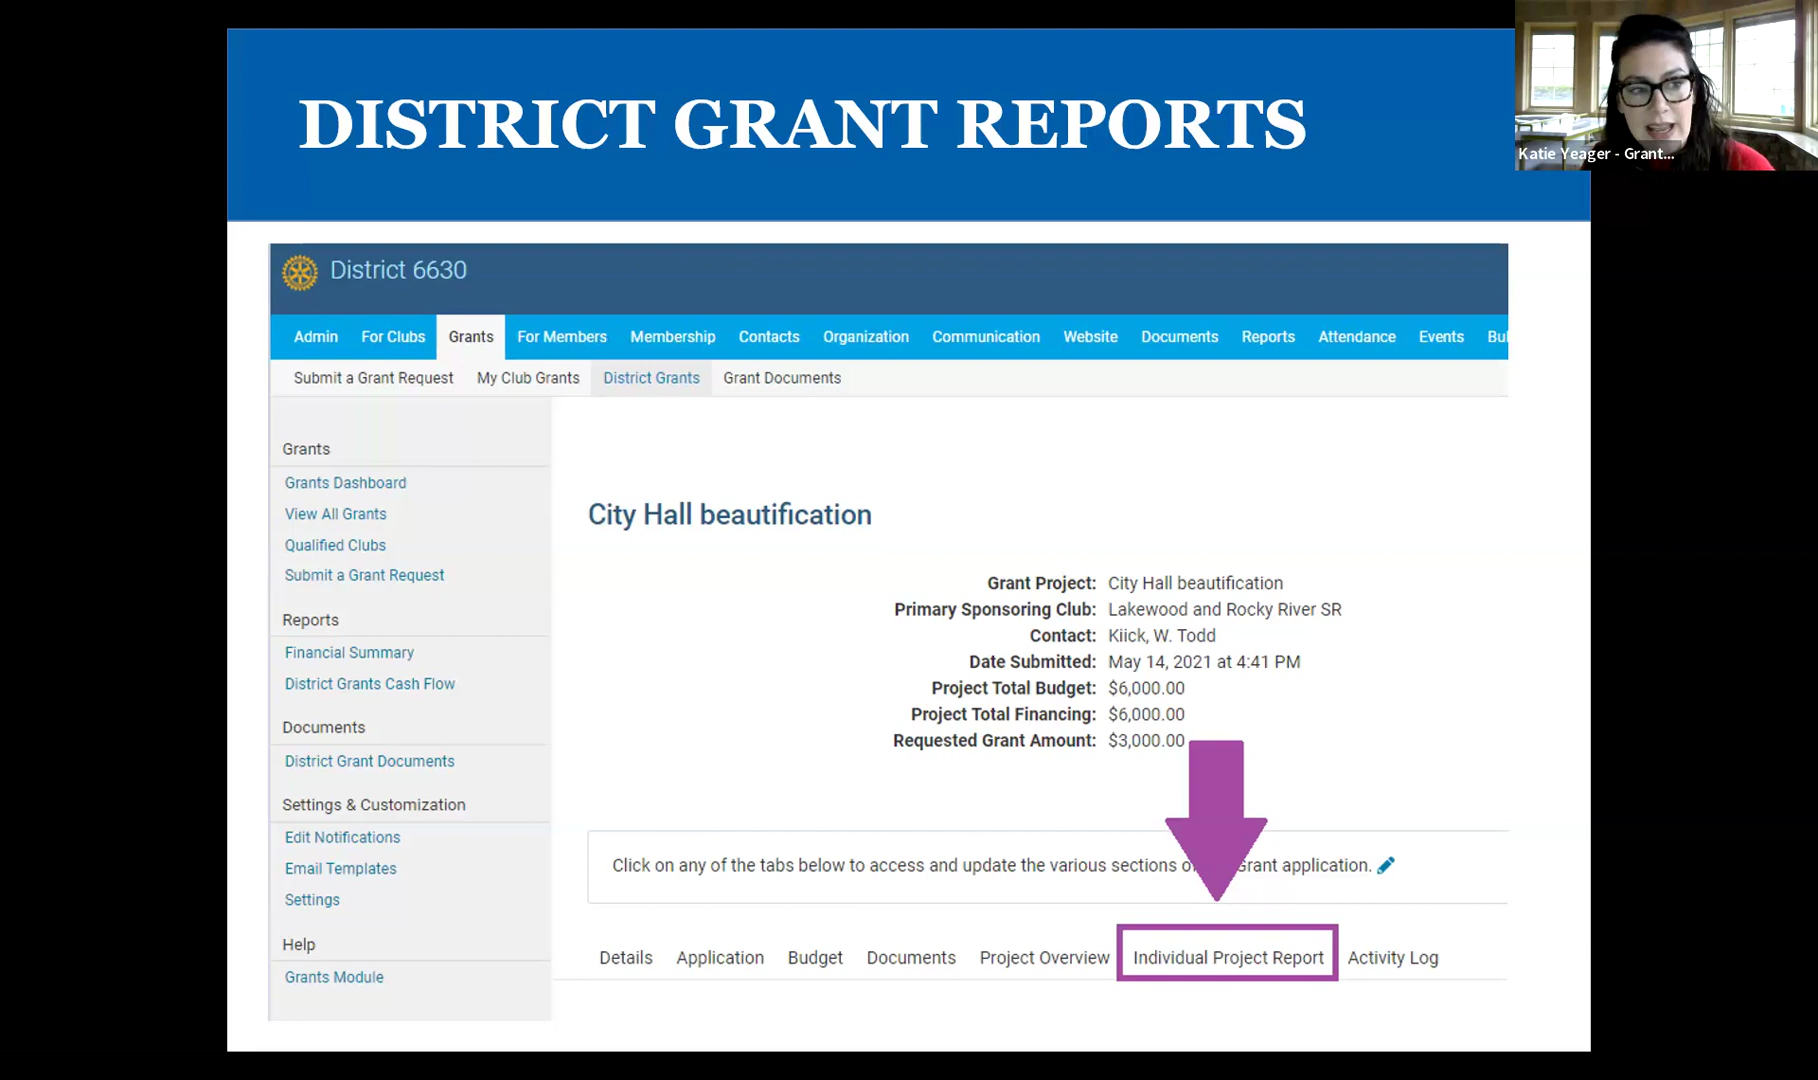 DISTRICT GRANT REPORTS
Katie Yeager - Grant...
District 6630
Admin For Clubs Grants For Members Membership Contacts Organization Communication Website Documents Reports Attendance Events Bul
Submit a Grant Request My Club Grants District Grants Grant Documents
Grants
Grants Dashboard
View All Grants
Qualified Clubs
Submit a Grant Request
Reports
Financial Summary
District Grants Cash Flow
Documents
District Grant Documents
Settings & Customization
Edit Notifications
Email Templates
Settings
Help
Grants Module
City Hall beautification
Grant Project: City Hall beautification
Primary Sponsoring Club: Lakewood and Rocky River SR
Contact: Kiick, W. Todd
Date Submitted: May 14, 2021 at 4:41 PM
Project Total Budget: $6,000.00
Project Total Financing: $6,000.00
Requested Grant Amount: $3,000.00
Click on any of the tabs below to access and update the various sections Grant application.
Details Application Budget Documents Project Overview Individual Project Report Activity Log